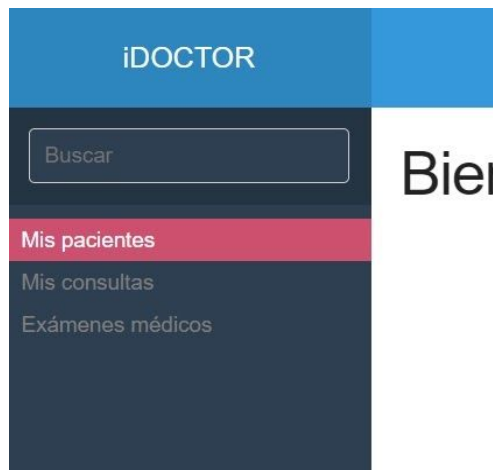 iDOCTOR
Buscar
Bien
Mis pacientes
Mis consultas
Exámenes médicos